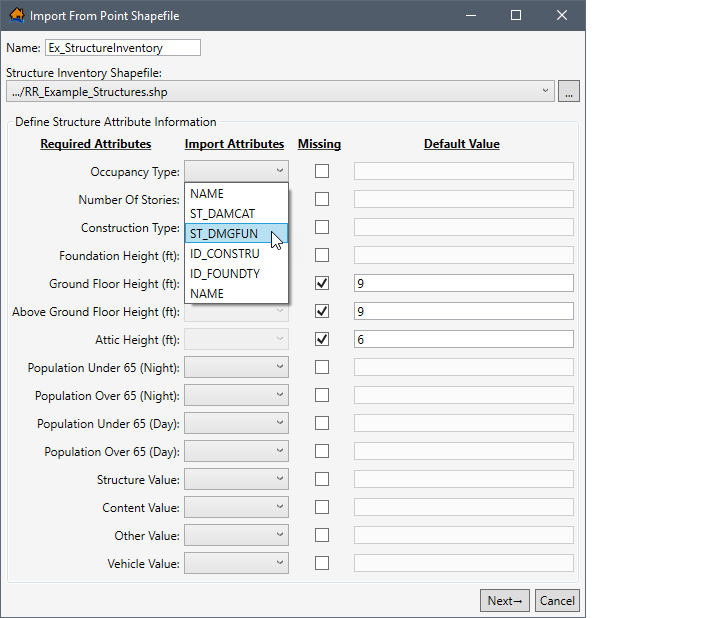 Import From Point Shapefile
Name: Ex_StructureInventory
Structure Inventory Shapefile:
.../RR_Example_Structures.shp ...
Define Structure Attribute Information
Required Attributes Import Attributes Missing Default Value
Occupancy Type:
NAME
Number Of Stories:
ST_DAMCAT
Construction Type: ST_DMGFUN
Foundation Height (ft): ID_CONSTRU
ID_FOUNDTY
Ground Floor Height (ft): 9
NAME
Above Ground Floor Height (ft): 9
Attic Height (ft): 6
Population Under 65 (Night):
Population Over 65 (Night):
Population Under 65 (Day):
Population Over 65 (Day):
Structure Value:
Content Value:
Other Value:
Vehicle Value:
Next→ Cancel